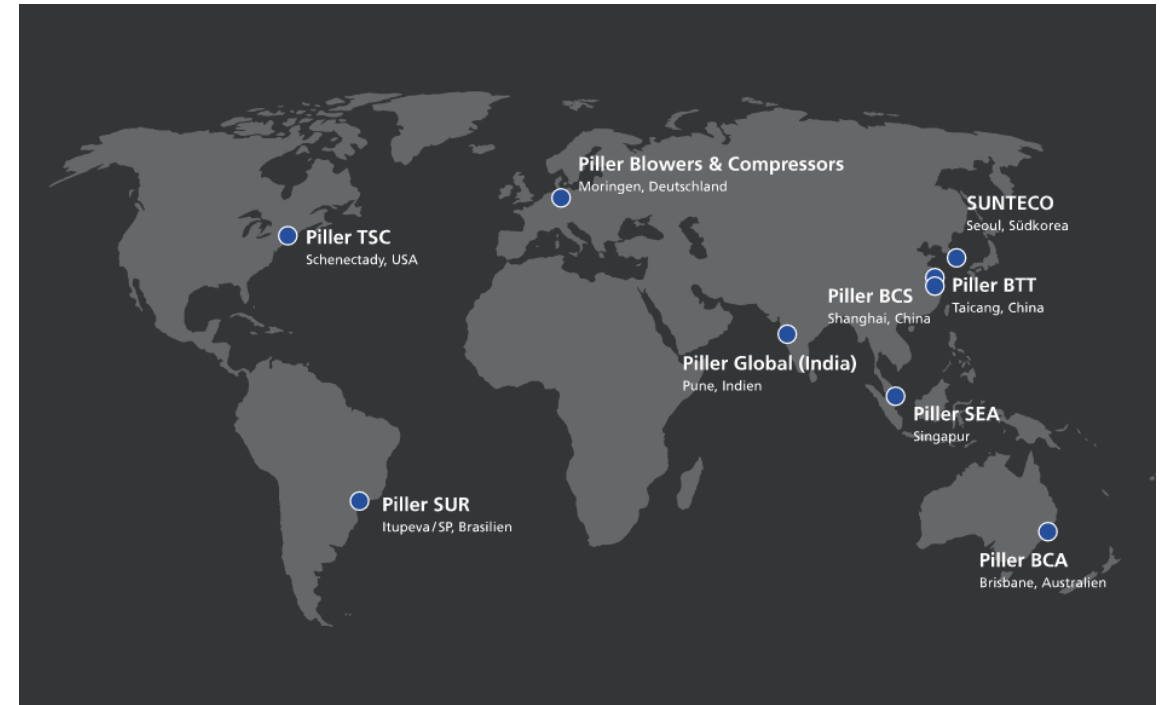 Piller Blowers & Compressors
Moringen, Deutschland
SUNTECO
Seoul, Südkorea
Piller TSC
Schenectady, USA
Piller BTT
Taicang, China
Piller BCS
Shanghai, China
Piller Global (India)
Pune, Indien
Piller SEA
Singapur
Piller SUR
Itupeva/SP, Brasilien
Piller BCA
Brisbane, Australien